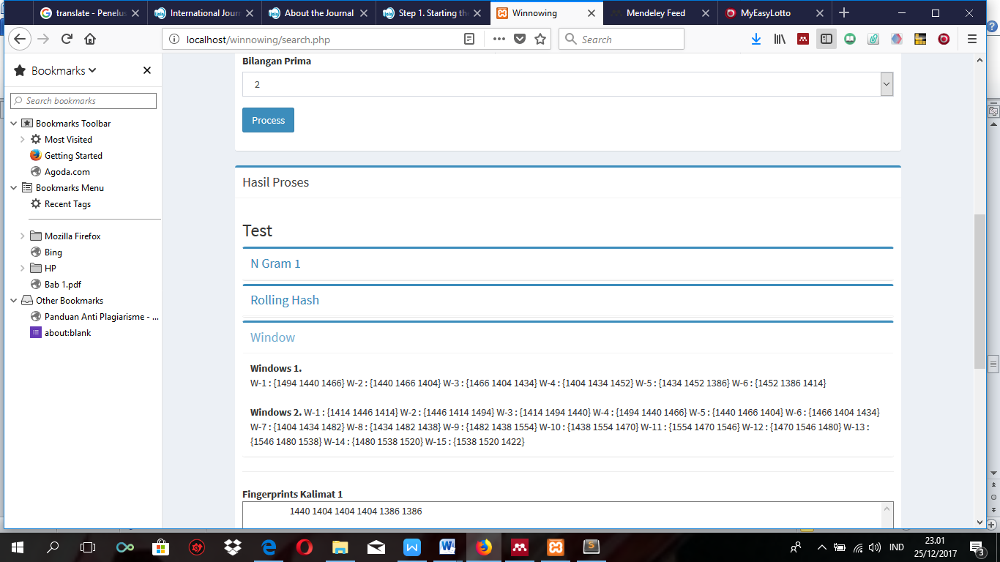 translate - Penelus
International Journ
About the Journal
Step 1. Starting the
Winnowing
Mendeley Feed
MyEasyLotto
localhost/winnowing/search.php
Search
Bookmarks
Search bookmarks
Bookmarks Toolbar
Most Visited
Getting Started
Agoda.com
Bookmarks Menu
Recent Tags
Mozilla Firefox
Bing
HP
Bab 1.pdf
Other Bookmarks
Panduan Anti Plagiarisme - ...
about:blank
Bilangan Prima
2
Process
Hasil Proses
Test
N Gram 1
Rolling Hash
Window
Windows 1.
W-1 : {1494 1440 1466} W-2 : {1440 1466 1404} W-3 : {1466 1404 1434} W-4 : {1404 1434 1452} W-5 : {1434 1452 1386} W-6 : {1452 1386 1414}
Windows 2. W-1 : {1414 1446 1414} W-2 : {1446 1414 1494} W-3 : {1414 1494 1440} W-4 : {1494 1440 1466} W-5 : {1440 1466 1404} W-6 : {1466 1404 1434}
W-7 : {1404 1434 1482} W-8 : {1434 1482 1438} W-9 : {1482 1438 1554} W-10 : {1438 1554 1470} W-11 : {1554 1470 1546} W-12 : {1470 1546 1480} W-13 :
{1546 1480 1538} W-14 : {1480 1538 1520} W-15 : {1538 1520 1422}
Fingerprints Kalimat 1
1440 1404 1404 1404 1386 1386
IND
23.01
25/12/2017
3